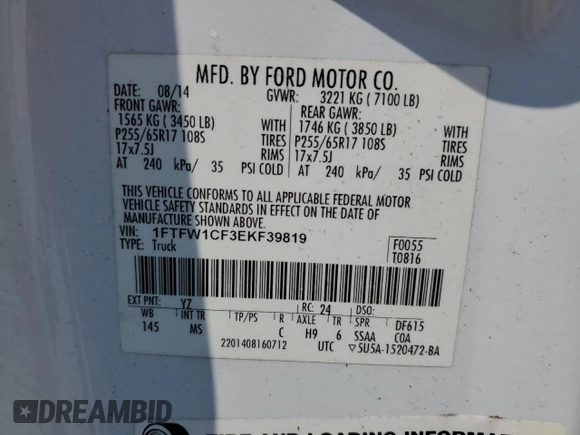 MFD. BY FORD MOTOR CO.
DATE: 08/14 GVWR: 3221 KG ( 7100 LB)
FRONT GAWR: REAR GAWR:
1565 KG ( 3450 LB) WITH 1746 KG ( 3850 LB) WITH
P255/65R17 108S TIRES P255/65R17 108S TIRES
17x7.5J RIMS 17x7.5J RIMS
AT 240 kPa/ 35 PSI COLD AT 240 kPa/ 35 PSI COLD
THIS VEHICLE CONFORMS TO ALL APPLICABLE FEDERAL MOTOR
VEHICLE SAFETY STANDARDS IN EFFECT ON THE DATE OF
MANUFACTURE SHOWN ABOVE.
VIN: 1FTFW1CF3EKF39819 F0055
TYPE: Truck T0816
EXT PNT: YZ RC: 24 DSO:
WB INT TR TP/PS R AXLE TR SPR DF615
145 MS C H9 6 SSAA COA
2201408160712 UTC ▽5U5A-1520472-BA
AUTOBIDMASTER
TIRE AND LOADING INFORMA